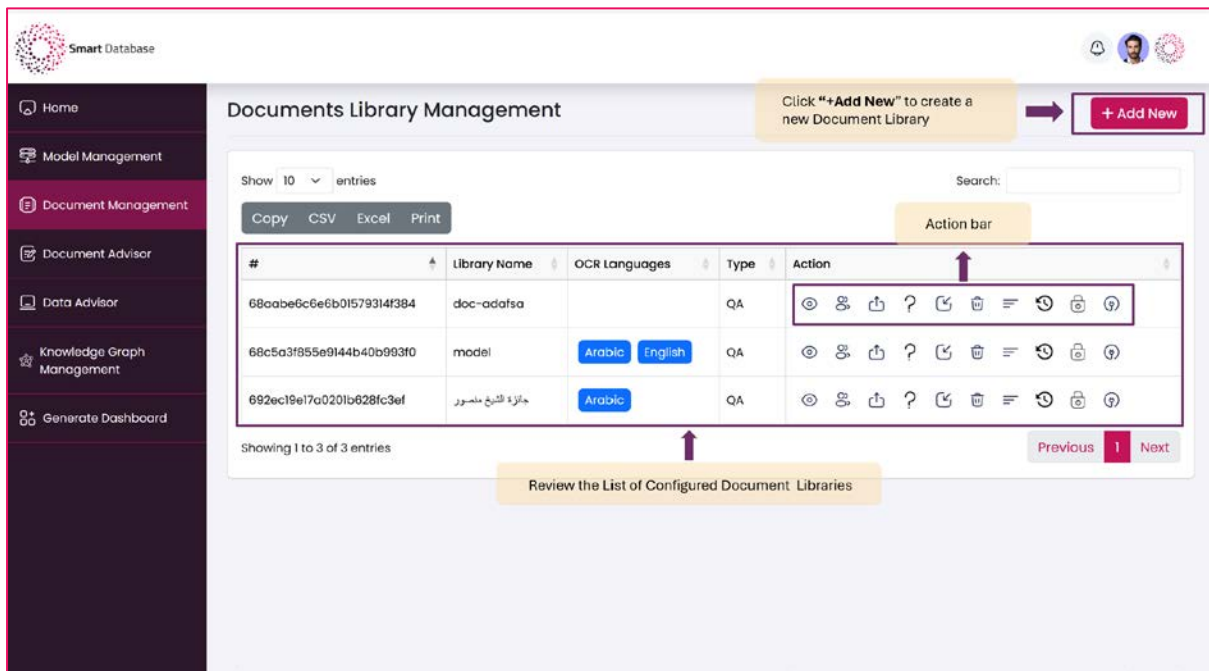 Smart Database
Home
Model Management
Document Management
Document Advisor
Data Advisor
Knowledge Graph
Management
Generate Dashboard
Documents Library Management
Click "+Add New" to create a
new Document Library
+ Add New
Show 10 entries
Search:
Copy CSV Excel Print
Action bar
# Library Name OCR Languages Type Action
68aabe6c6e6b01579314f384 doc-adafsa QA
68c5a3f855e9144b40b993f0 model Arabic English QA
692ec19e17a0201b628fc3ef جائزة الشيخ منصور Arabic QA
Showing 1 to 3 of 3 entries
Previous 1 Next
Review the List of Configured Document Libraries